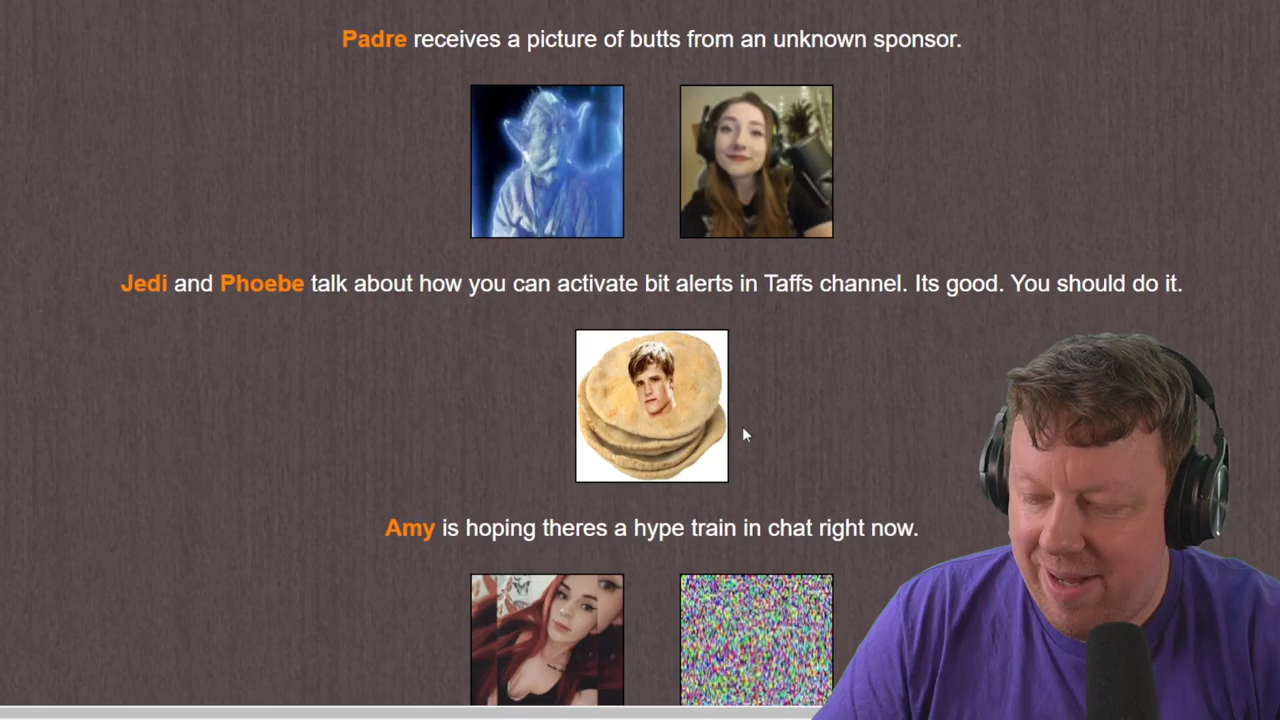 Padre receives a picture of butts from an unknown sponsor.
Jedi and Phoebe talk about how you can activate bit alerts in Taffs channel. Its good. You should do it.
Amy is hoping theres a hype train in chat right now.